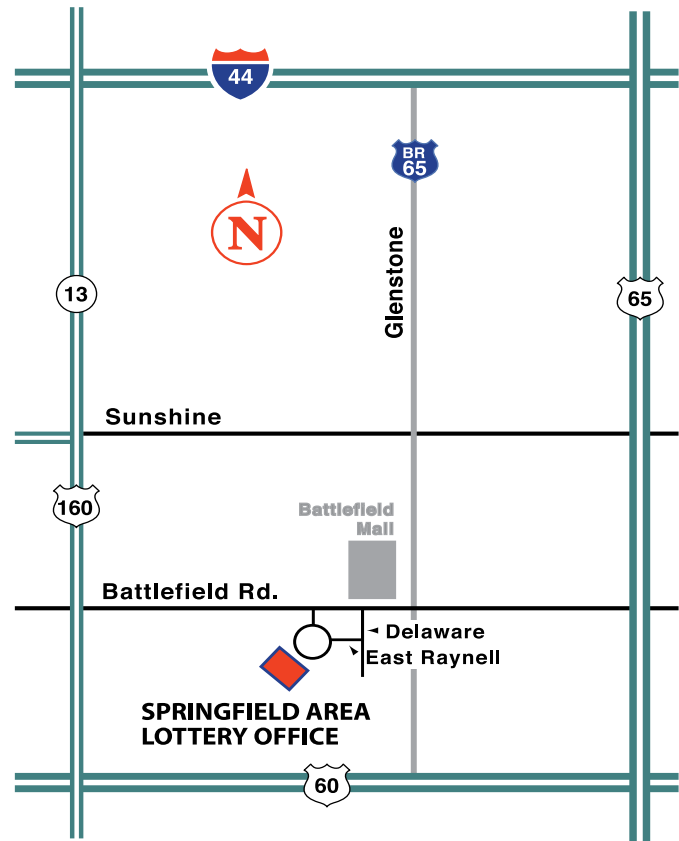 44
BR
65
N
Glenstone
13
65
Sunshine
160
Battlefield
Mall
Battlefield Rd.
Delaware
East Raynell
SPRINGFIELD AREA
LOTTERY OFFICE
60